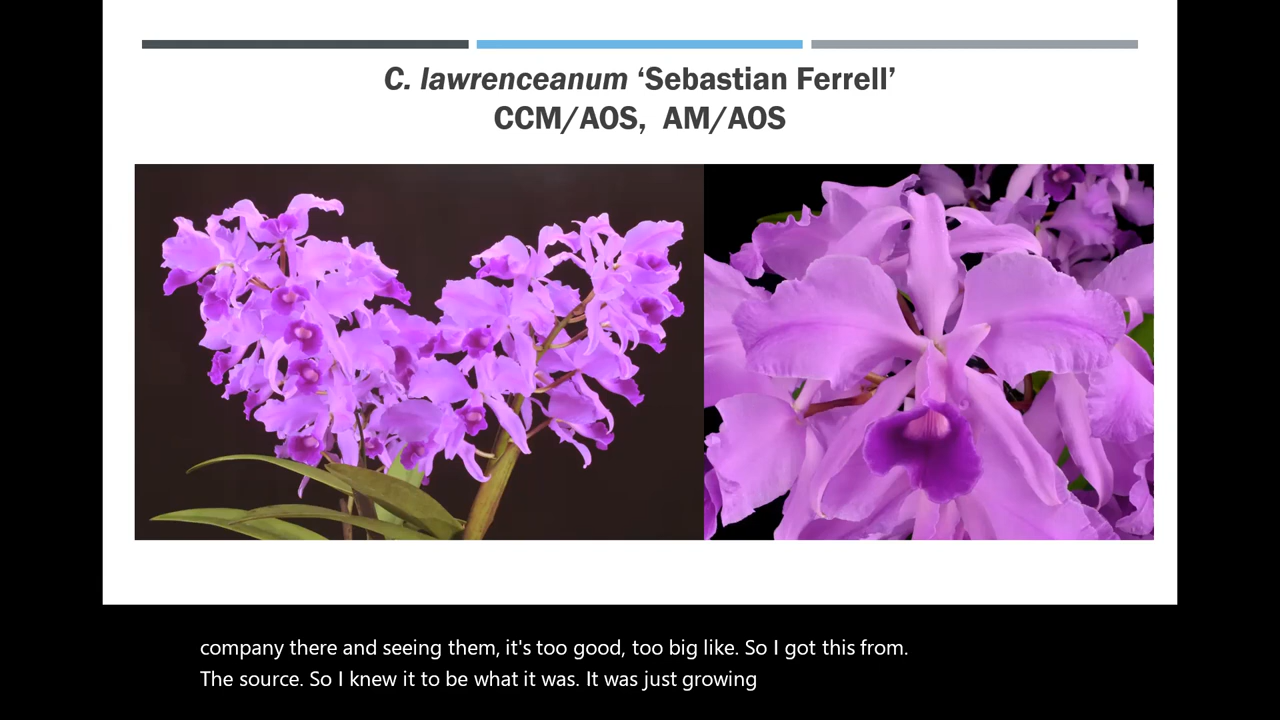 C. lawrenceanum ‘Sebastian Ferrell’
CCM/AOS, AM/AOS
company there and seeing them, it's too good, too big like. So I got this from.
The source. So I knew it to be what it was. It was just growing